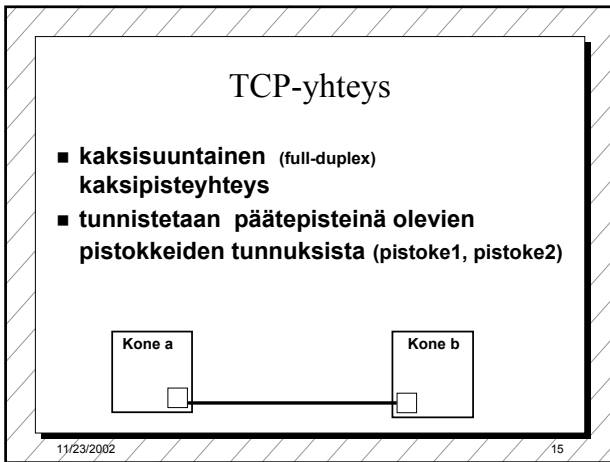 TCP-yhteys
■ kaksisuuntainen (full-duplex)
kaksipisteyhteys
■ tunnistetaan päätepisteinä olevien
pistokkeiden tunnuksista (pistoke1, pistoke2)
Kone a
Kone b
11/23/2002
15